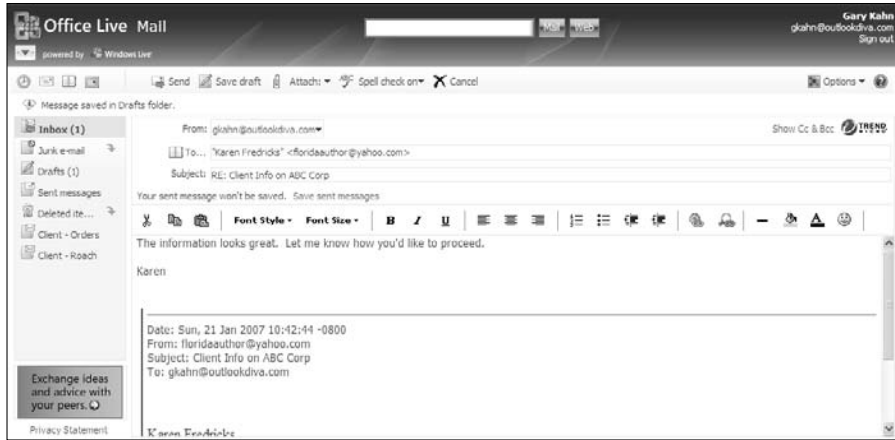 Office Live Mail
Mail Web
Gary Kahn
gkahn@outlookdiva.com
Sign out
powered by Windows Live
Send Save draft Attach: Spell check on Cancel
Options
Message saved in Drafts folder.
Inbox (1)
Junk e-mail
Drafts (1)
Sent messages
Deleted ite...
Client - Orders
Client - Roach
From: gkahn@outlookdiva.com
Show Cc & Bcc
TREND
To... "Karen Fredricks" <floridaauthor@yahoo.com>
Subject: RE: Client Info on ABC Corp
Your sent message won't be saved. Save sent messages
Font Style Font Size B I U A
The information looks great. Let me know how you'd like to proceed.
Karen
Date: Sun, 21 Jan 2007 10:42:44 -0800
From: floridaauthor@yahoo.com
Subject: Client Info on ABC Corp
To: gkahn@outlookdiva.com
Karen Fredricks
Exchange ideas
and advice with
your peers.
Privacy Statement